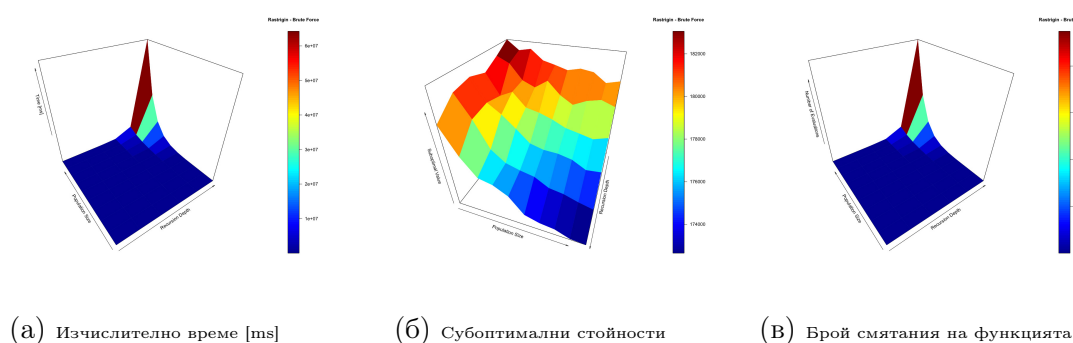 Rastrigin - Brute Force
Time [ms]
Population Size
Recursion Depth
6e+07
5e+07
4e+07
3e+07
2e+07
1e+07
Rastrigin - Brute Force
Suboptimal Value
Population Size
Recursion Depth
182000
180000
178000
176000
174000
Rastrigin - Brute F
Number of Evaluations
Population Size
Recursion Depth
(а) Изчислително време [ms]
(б) Субоптимални стойности
(в) Брой смятания на функцията